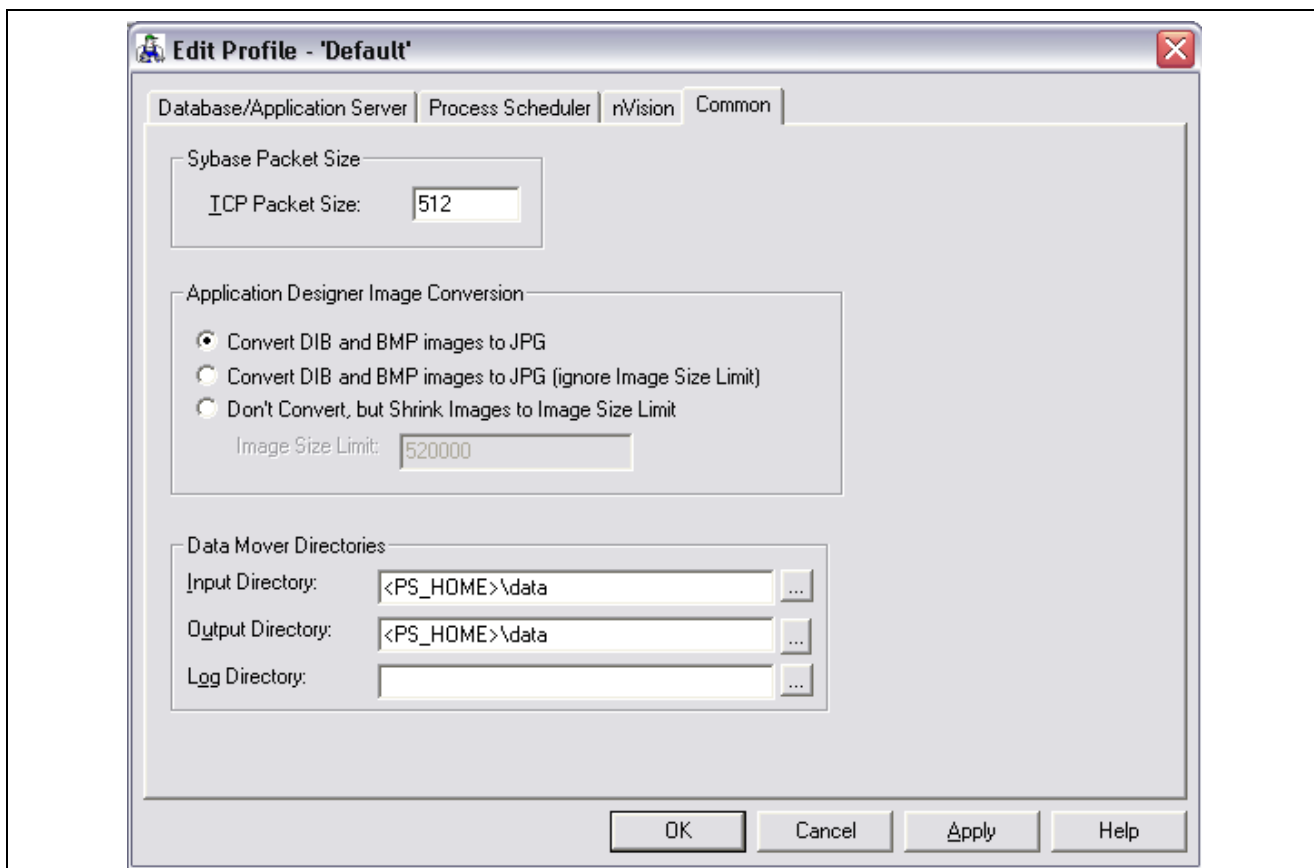 Edit Profile - 'Default'
Database/Application Server Process Scheduler nVision Common
Sybase Packet Size
TCP Packet Size: 512
Application Designer Image Conversion
Convert DIB and BMP images to JPG
Convert DIB and BMP images to JPG (ignore Image Size Limit)
Don't Convert, but Shrink Images to Image Size Limit
Image Size Limit: 520000
Data Mover Directories
Input Directory: <PS_HOME>\data ...
Output Directory: <PS_HOME>\data ...
Log Directory: ...
OK Cancel Apply Help